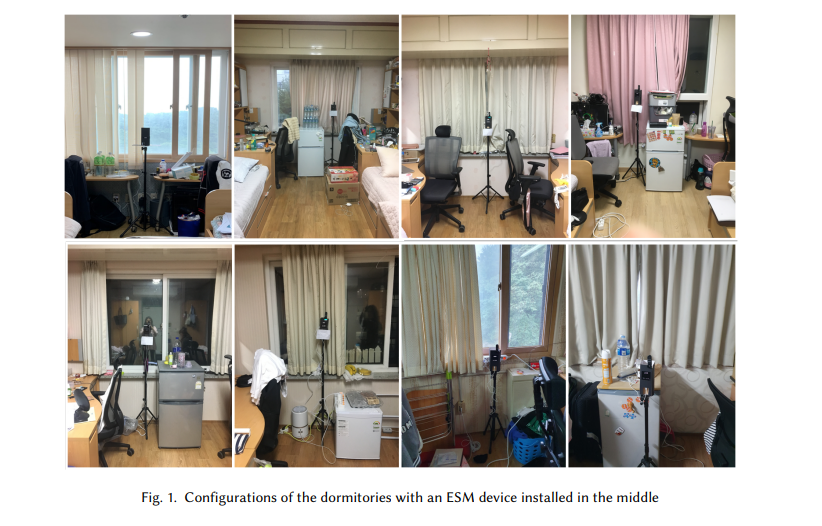 Fig. 1. Configurations of the dormitories with an ESM device installed in the middle